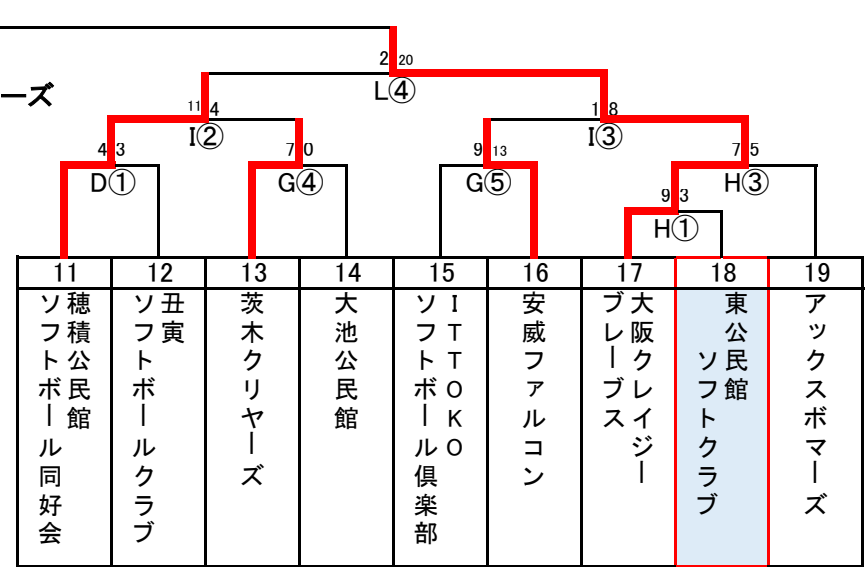 2 20
L④
ーズ
11 4
I②
1 8
I③
4 3
D①
7 0
G④
9 13
G⑤
7 5
H③
9 3
H①
11 12 13 14 15 16 17 18 19
穂積公民館
ソフトボール同好会
丑寅
ソフトボールクラブ
茨木クリヤーズ
大池公民館
ITTOKO
ソフトボール倶楽部
安威ファルコン
大阪クレイジー
ブレーブス
東公民館
ソフトクラブ
アックスボマーズ